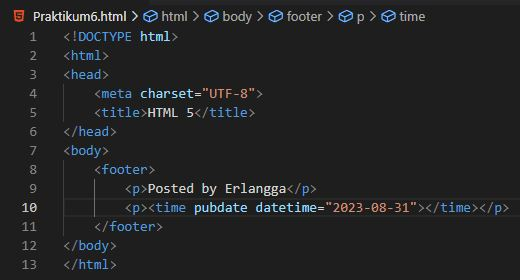 Praktikum6.html > html > body > footer > p > time
1 <!DOCTYPE html>
2 <html>
3 <head>
4     <meta charset="UTF-8">
5     <title>HTML 5</title>
6 </head>
7 <body>
8     <footer>
9         <p>Posted by Erlangga</p>
10         <p><time pubdate datetime="2023-08-31"></time></p>
11     </footer>
12 </body>
13 </html>